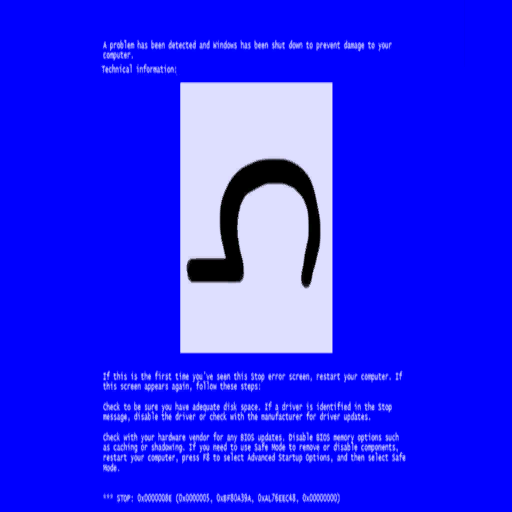 A problem has been detected and Windows has been shut down to prevent damage to your
computer.
Technical information:
If this is the first time you've seen this Stop error screen, restart your computer. If
this screen appears again, follow these steps:
Check to be sure you have adequate disk space. If a driver is identified in the Stop
message, disable the driver or check with the manufacturer for driver updates.
Check with your hardware vendor for any BIOS updates. Disable BIOS memory options such
as caching or shadowing. If you need to use Safe Mode to remove or disable components,
restart your computer, press F8 to select Advanced Startup Options, and then select Safe
Mode.
*** STOP: 0x0000008E (0x0000005, 0xBF80A39A, 0xAL76EEC48, 0x00000000)